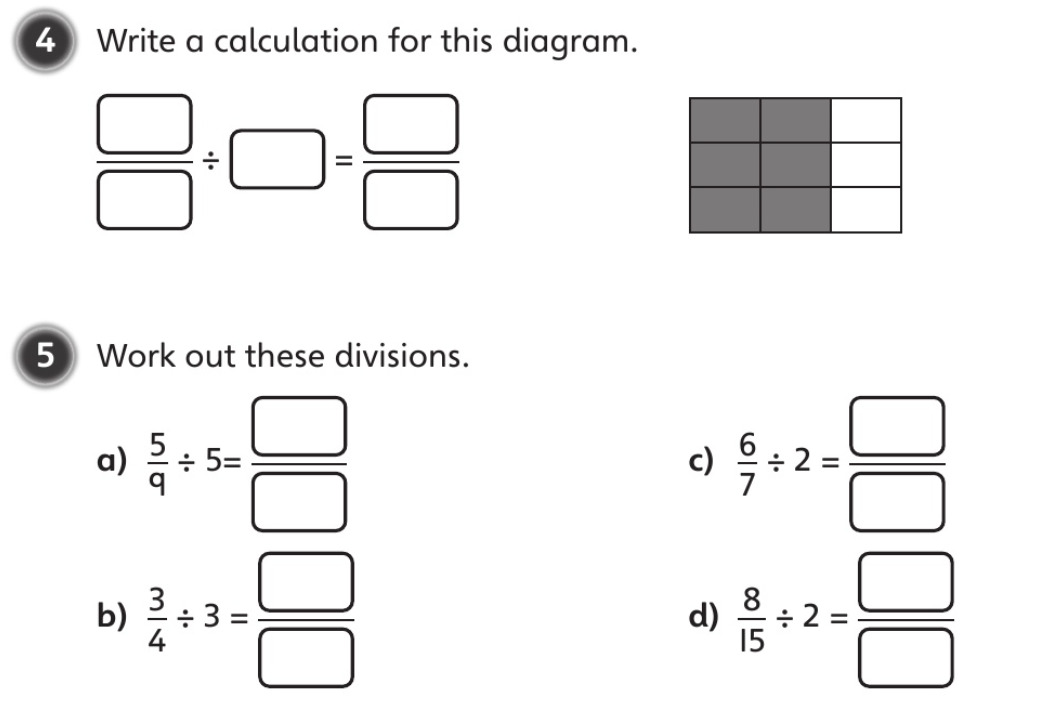 4 Write a calculation for this diagram.
÷ =
5 Work out these divisions.
a) 5/9 ÷ 5=
c) 6/7 ÷ 2 =
b) 3/4 ÷ 3 =
d) 8/15 ÷ 2 =